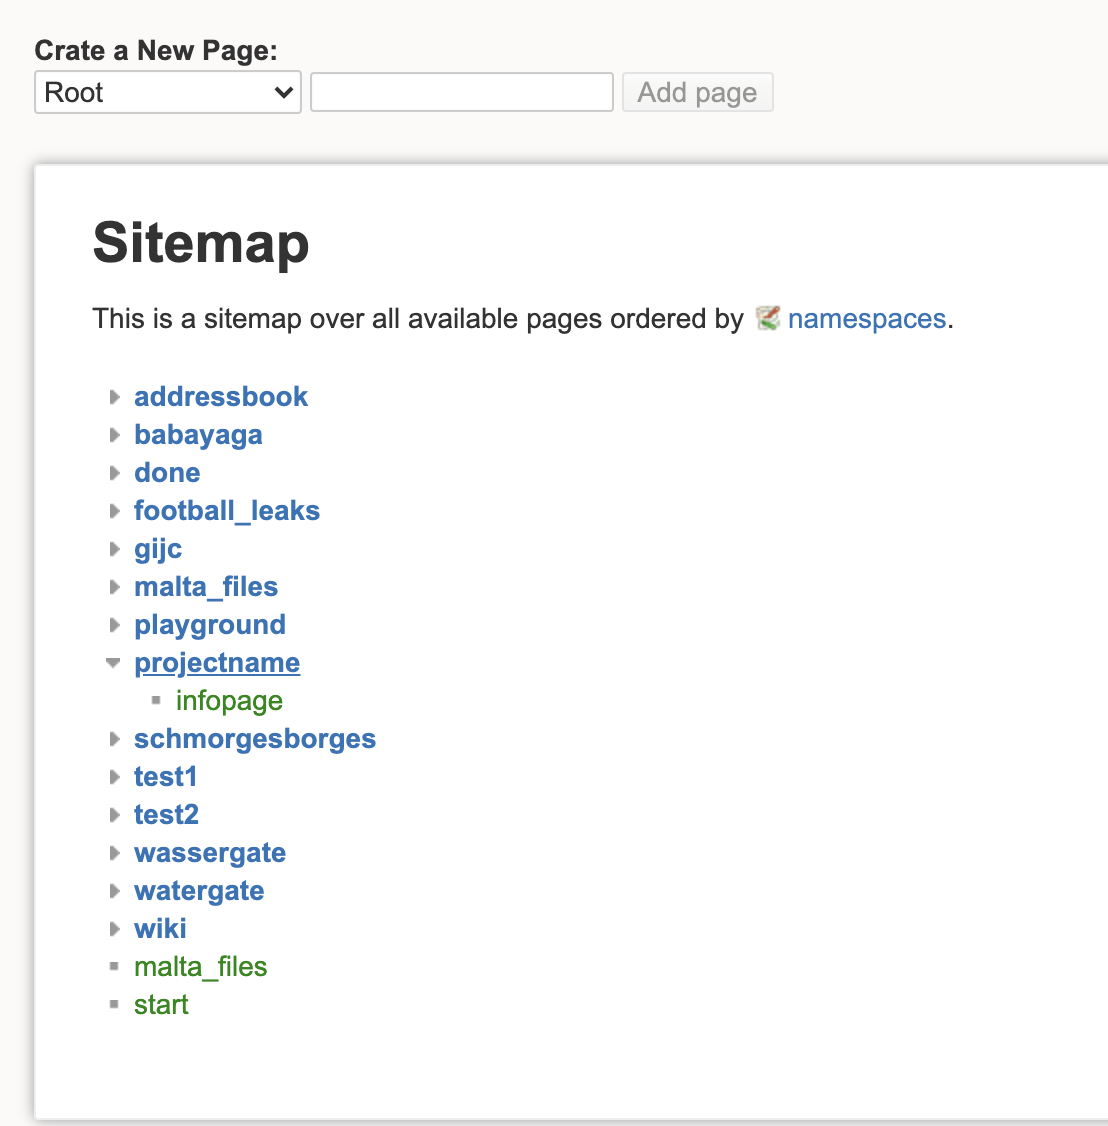 Crate a New Page:
Root Add page
Sitemap
This is a sitemap over all available pages ordered by namespaces.
addressbook
babayaga
done
football_leaks
gijc
malta_files
playground
projectname
infopage
schmorgesborges
test1
test2
wassergate
watergate
wiki
malta_files
start